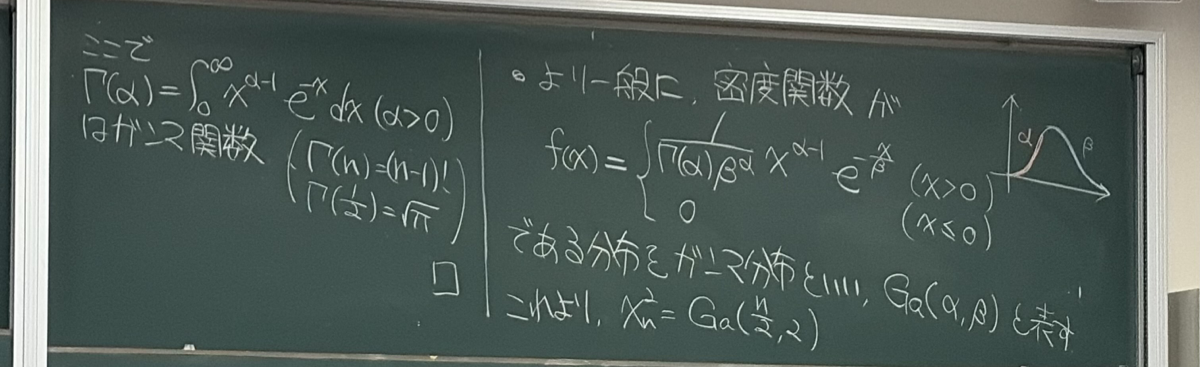 ここで
Γ(α)=∫₀^∞ x^{α-1} e^{-x} dx (α>0)
はガンマ関数
(Γ(n)=(n-1)!
Γ(1/2)=√π)
□
• より一般に, 密度関数が
f(x)={ 1/(Γ(α)β^α) x^{α-1} e^{-x/β} (x>0)
0 (x≤0)
α β
である分布をガンマ分布といい, Ga(α,β)と表す
これより, χ²_n = Ga(n/2, 2)